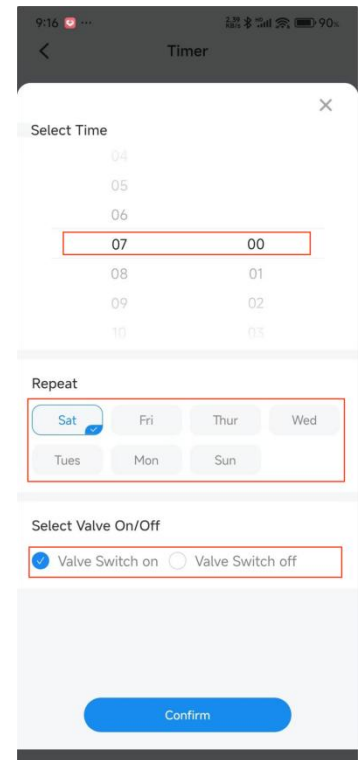 9:16 ··· 90%
Timer
Select Time
04
05
06
07 00
08 01
09 02
10 03
Repeat
Sat Fri Thur Wed
Tues Mon Sun
Select Valve On/Off
Valve Switch on Valve Switch off
Confirm